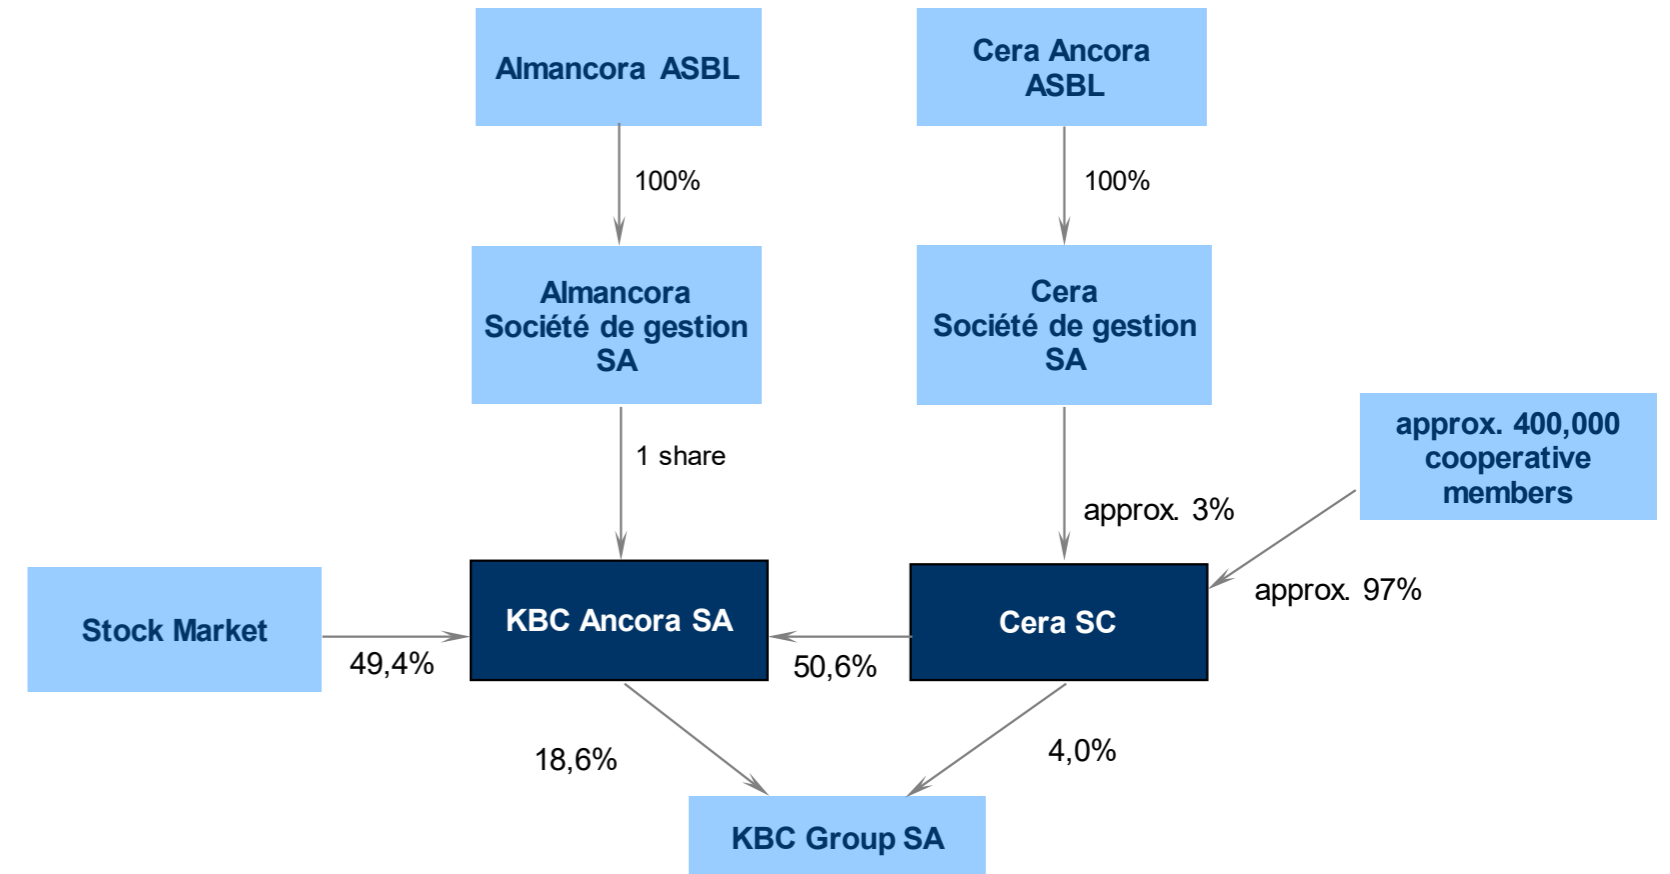 Almancora ASBL
Cera Ancora
ASBL
100%
100%
Almancora
Société de gestion
SA
Cera
Société de gestion
SA
approx. 400,000
cooperative
members
1 share
approx. 3%
approx. 97%
Stock Market
49,4%
KBC Ancora SA
50,6%
Cera SC
18,6%
4,0%
KBC Group SA